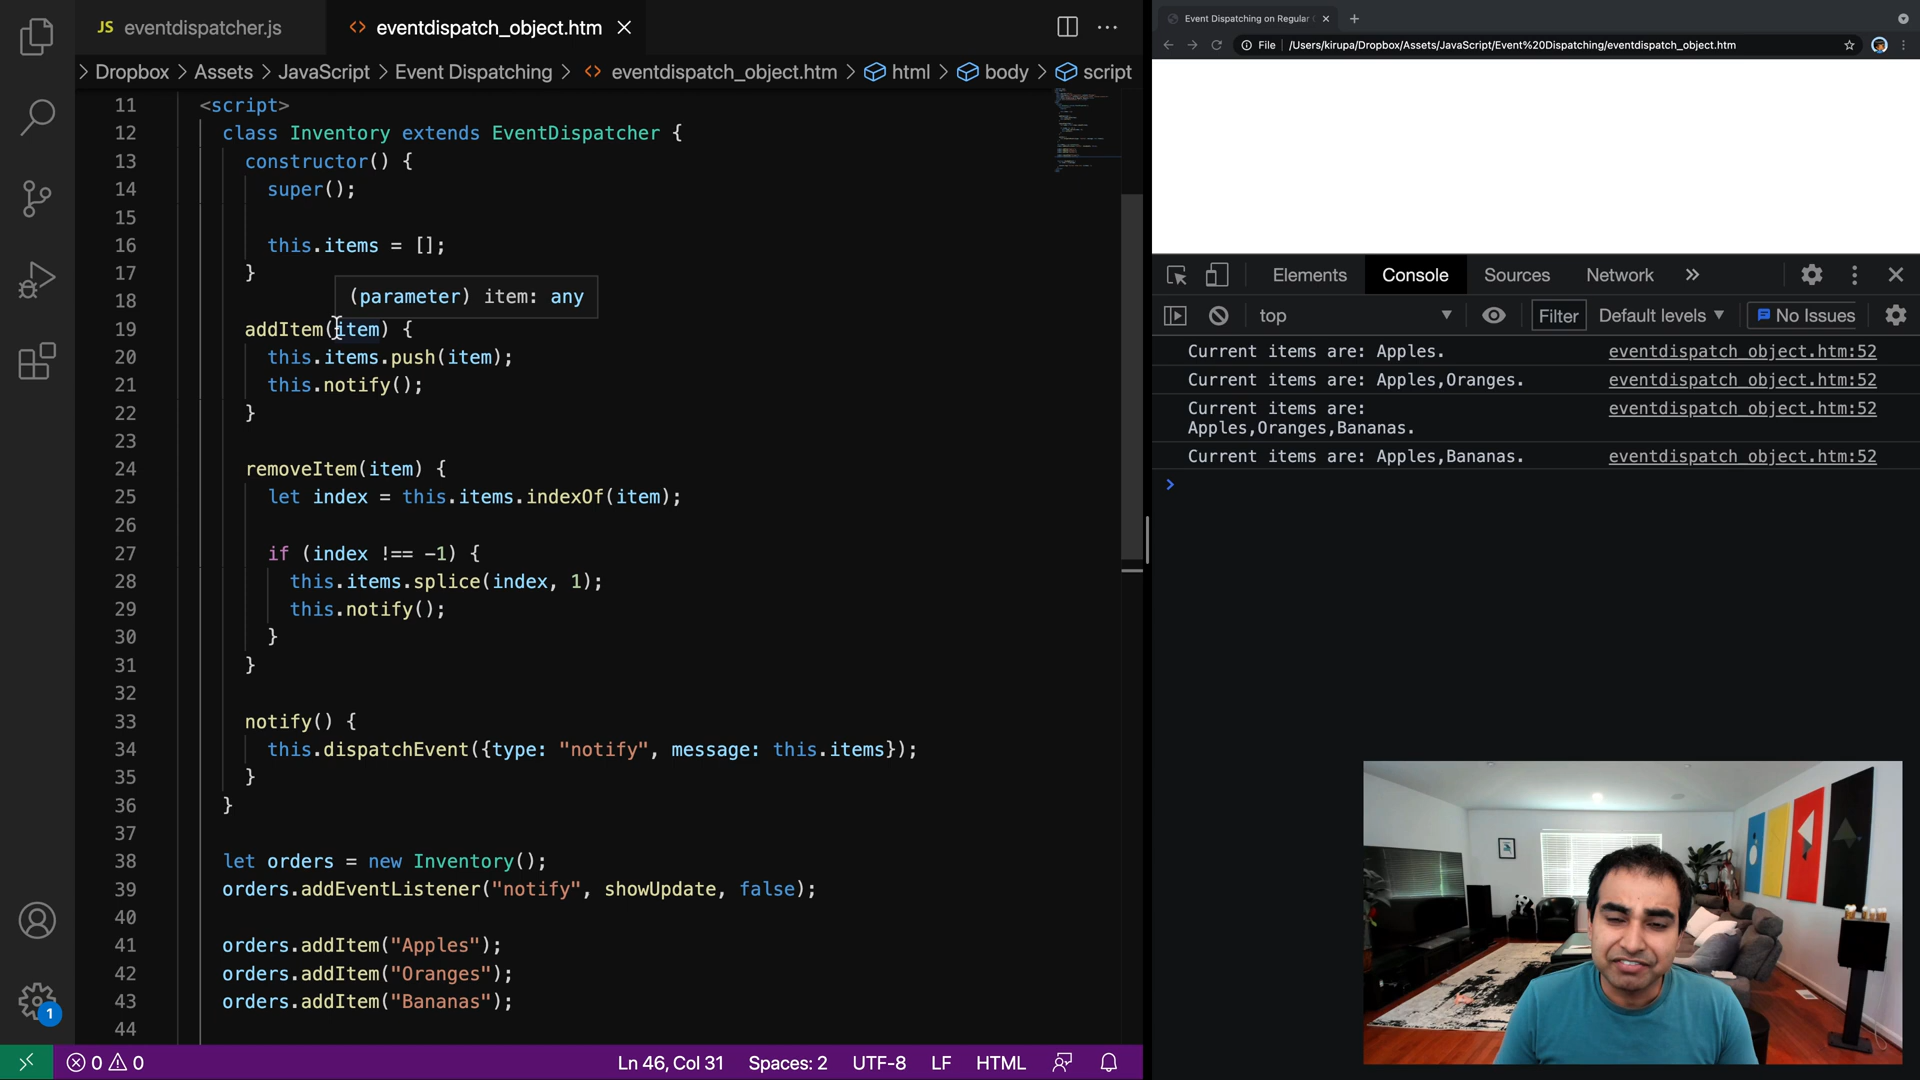 JS eventdispatcher.js
<> eventdispatch_object.htm
> Dropbox > Assets > JavaScript > Event Dispatching > <> eventdispatch_object.htm > html > body > script
11 <script>
12 class Inventory extends EventDispatcher {
13 constructor() {
14 super();
15
16 this.items = [];
17 }
18
(parameter) item: any
19 addItem(item) {
20 this.items.push(item);
21 this.notify();
22 }
23
24 removeItem(item) {
25 let index = this.items.indexOf(item);
26
27 if (index !== -1) {
28 this.items.splice(index, 1);
29 this.notify();
30 }
31 }
32
33 notify() {
34 this.dispatchEvent({type: "notify", message: this.items});
35 }
36 }
37
38 let orders = new Inventory();
39 orders.addEventListener("notify", showUpdate, false);
40
41 orders.addItem("Apples");
42 orders.addItem("Oranges");
43 orders.addItem("Bananas");
44
1
0 0 Ln 46, Col 31 Spaces: 2 UTF-8 LF HTML
Event Dispatching on Regular
File /Users/kirupa/Dropbox/Assets/JavaScript/Event%20Dispatching/eventdispatch_object.htm
Elements Console Sources Network »
top Filter Default levels No Issues
Current items are: Apples. eventdispatch_object.htm:52
Current items are: Apples,Oranges. eventdispatch_object.htm:52
Current items are: eventdispatch_object.htm:52
Apples,Oranges,Bananas.
Current items are: Apples,Bananas. eventdispatch_object.htm:52
>